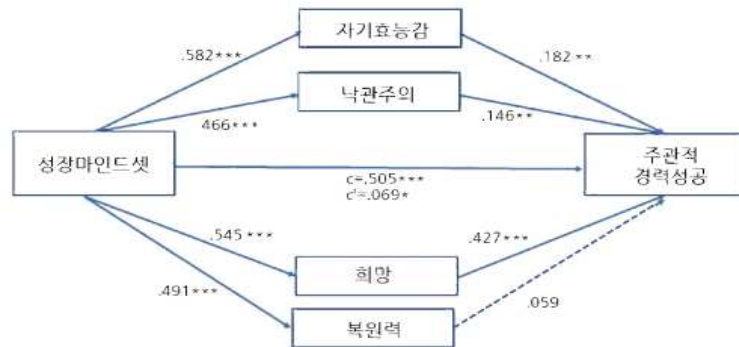 자기효능감
.582***
.182**
낙관주의
466***
.146**
성장마인드셋
주관적
경력성공
c=.505***
c'=.069*
.545***
.427***
희망
.491***
.059
복원력